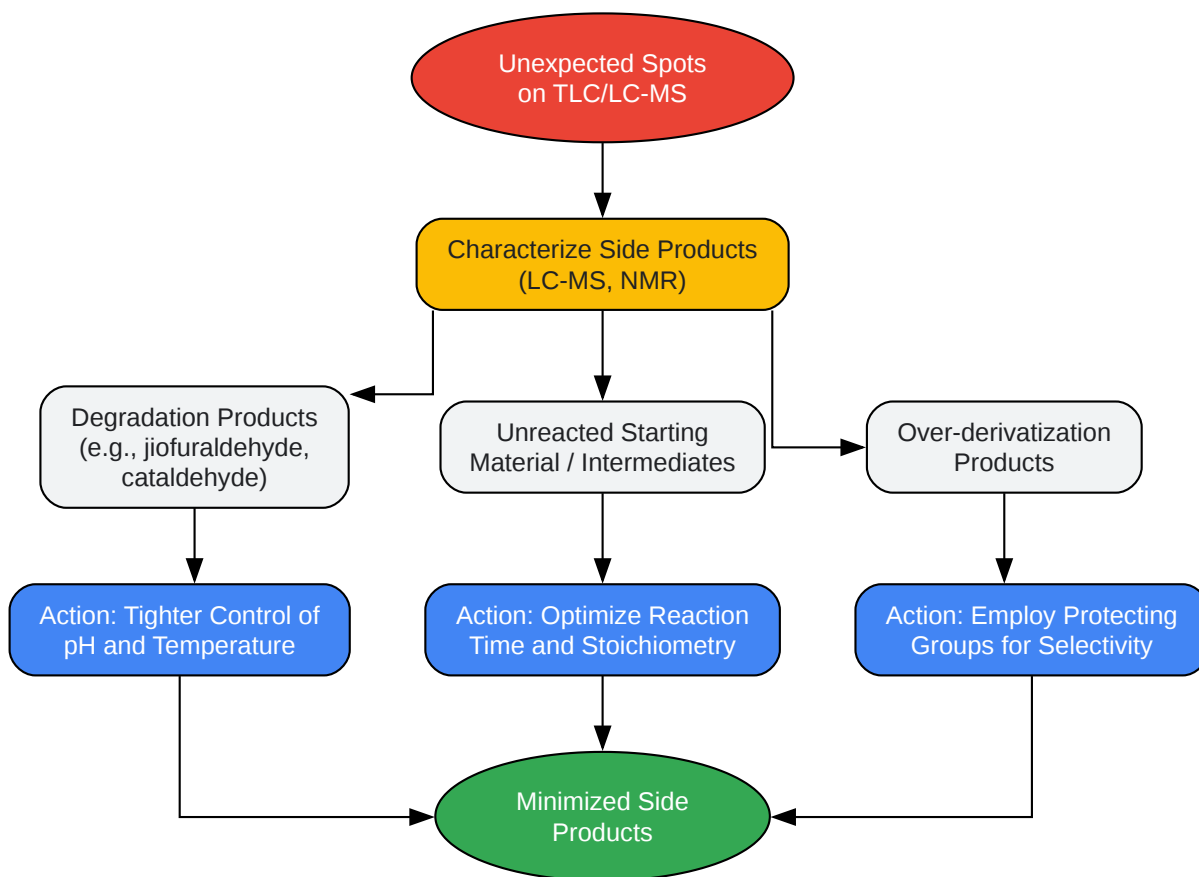 Unexpected Spots
on TLC/LC-MS
Characterize Side Products
(LC-MS, NMR)
Degradation Products
(e.g., jiofuraldehyde,
cataldehyde)
Unreacted Starting
Material / Intermediates
Over-derivatization
Products
Action: Tighter Control of
pH and Temperature
Action: Optimize Reaction
Time and Stoichiometry
Action: Employ Protecting
Groups for Selectivity
Minimized Side
Products